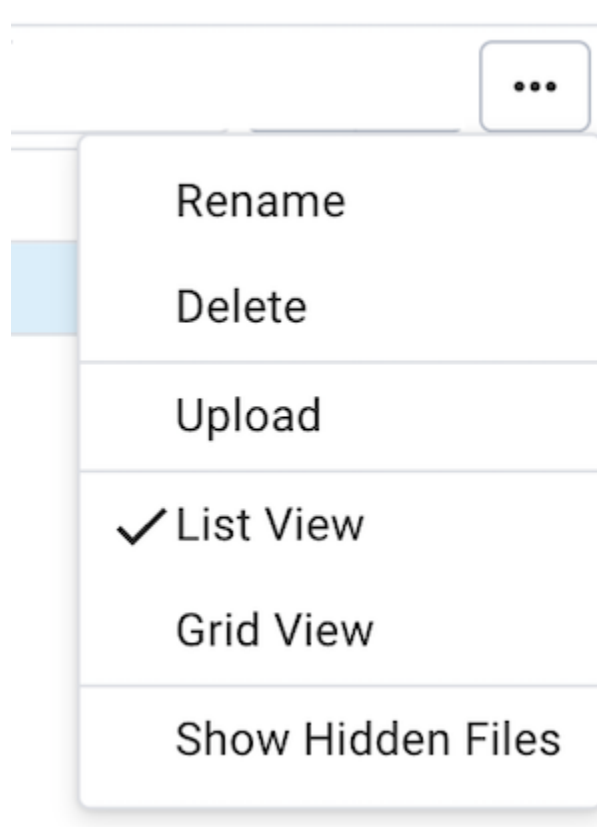 Rename
Delete
Upload
List View
Grid View
Show Hidden Files